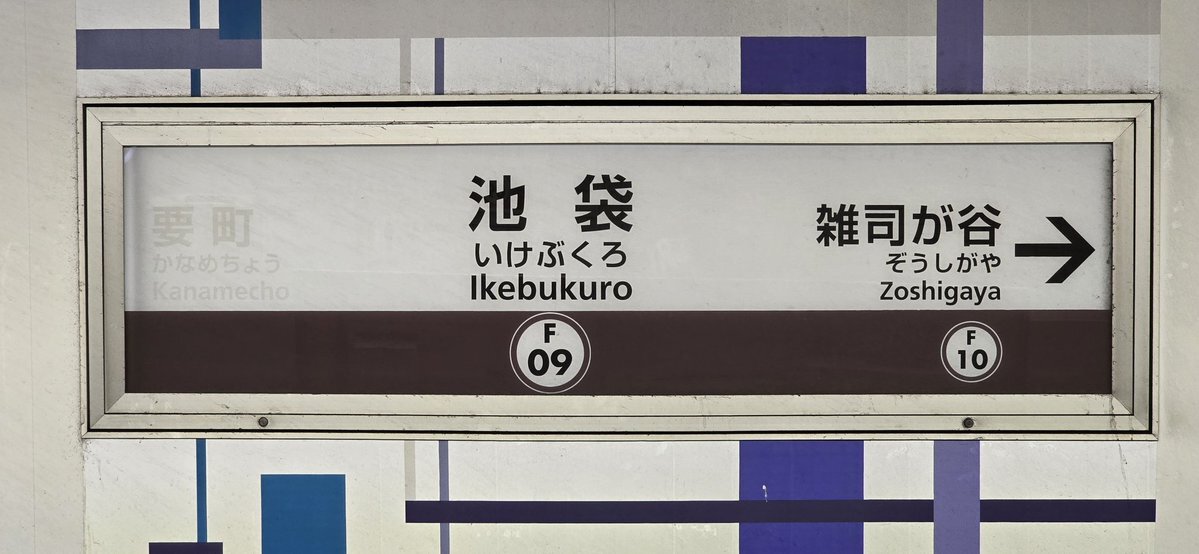 要町
かなめちょう
Kanamecho
池袋
いけぶくろ
Ikebukuro
F
09
雑司が谷
ぞうしがや
Zoshigaya
F
10